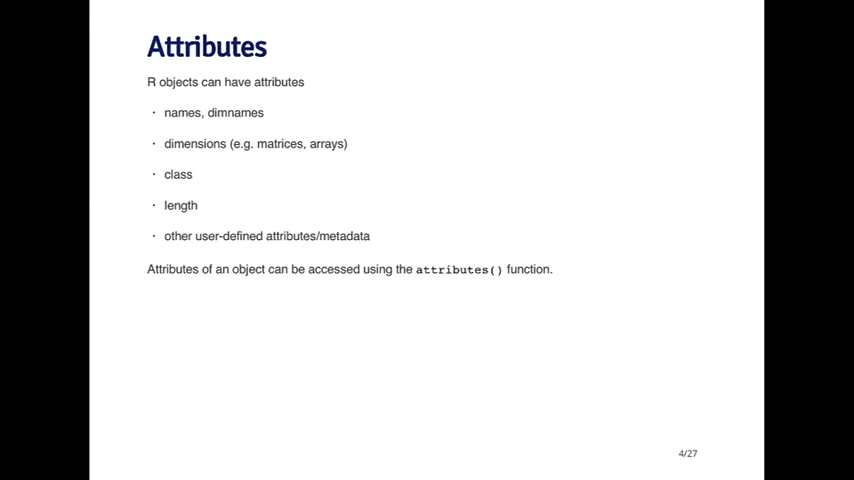 Attributes
R objects can have attributes
· names, dimnames
· dimensions (e.g. matrices, arrays)
· class
· length
· other user-defined attributes/metadata
Attributes of an object can be accessed using the attributes() function.
4/27